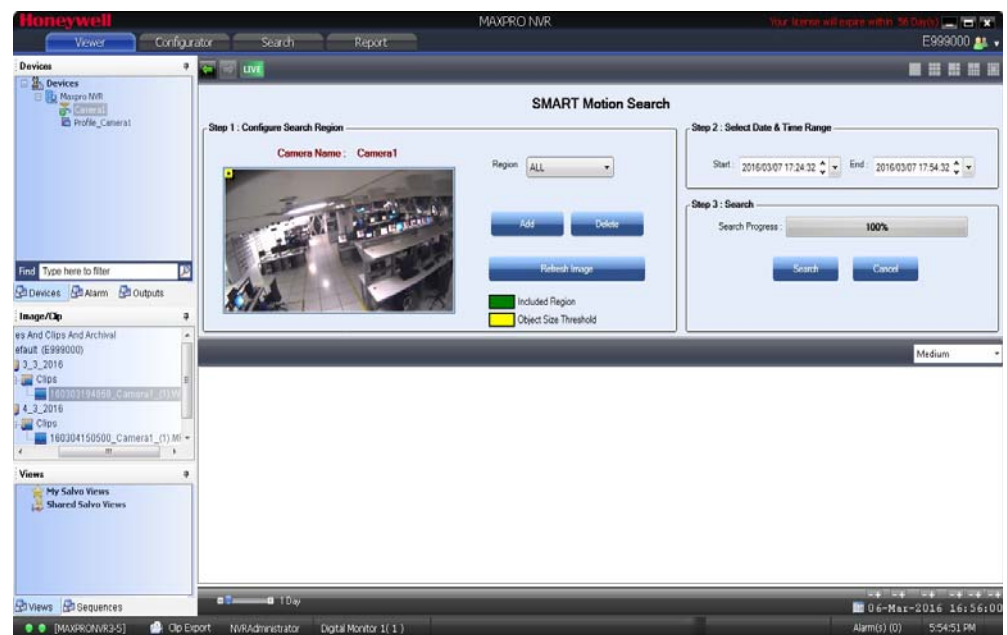 Honeywell
MAXPRO NVR
Your license will expire within 56 Day(s)
Viewer
Configurator
Search
Report
E999000
Devices
LIVE
Devices
Maxpro NVR
Camera1
Profile_Camera1
Find Type here to filter
Devices Alarm Outputs
Image/Clip
es And Clips And Archival
efault (E999000)
3_3_2016
Clips
4_3_2016
Clips
160304150500_Camera1_(1).MI
Views
My Salvo Views
Shared Salvo Views
Views Sequences
SMART Motion Search
Step 1 : Configure Search Region
Camera Name : Camera1
Region ALL
Add Delete
Refresh Image
Included Region
Object Size Threshold
Step 2 : Select Date & Time Range
Start : 2016/03/07 17:24:32 End : 2016/03/07 17:54:32
Step 3 : Search
Search Progress : 100%
Search Cancel
Medium
1 Day
06-Mar-2016 16:56:00
[MAXPRONVR3-5] Clip Export NVRAdministrator Digital Monitor 1( 1 )
Alarm(s) (0) 5:54:51 PM